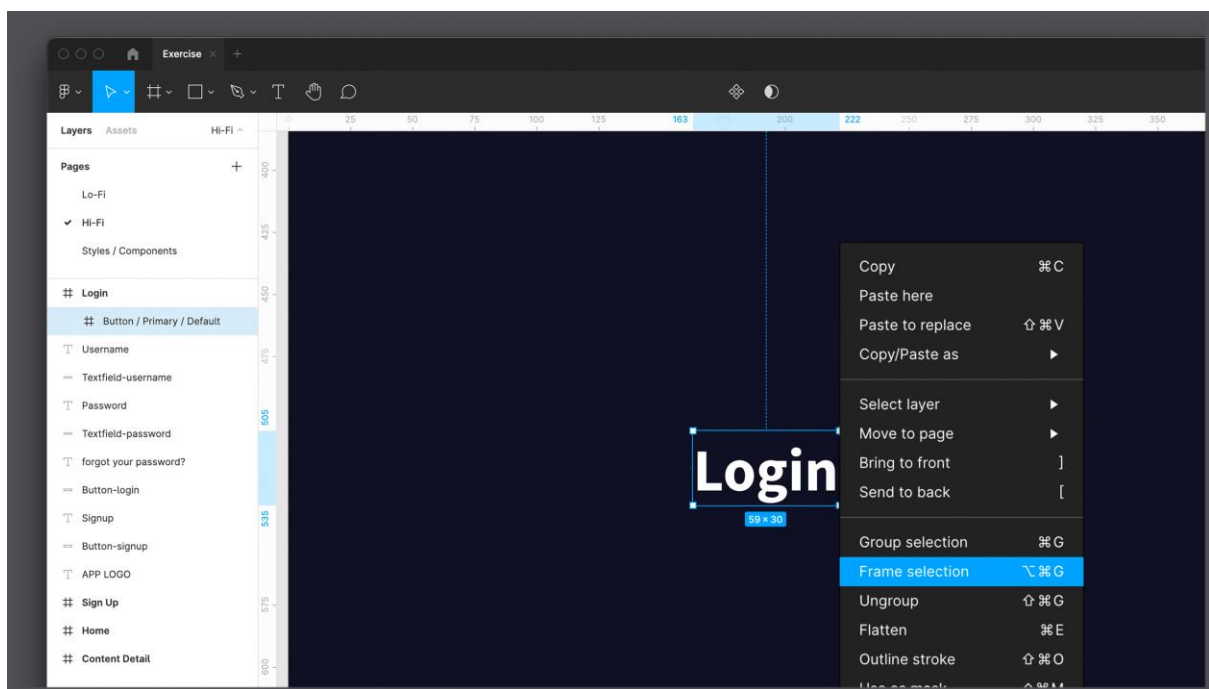 Exercise
Layers Assets Hi-Fi
25 50 75 100 125 163 200 222 250 275 300 325 350
Pages
Lo-Fi
Hi-Fi
Styles / Components
Login
Button / Primary / Default
Username
Textfield-username
Password
Textfield-password
forgot your password?
Button-login
Signup
Button-signup
APP LOGO
Sign Up
Home
Content Detail
400
425
450
475
505
535
575
600
Login
59 × 30
Copy ⌘C
Paste here
Paste to replace ⇧⌘V
Copy/Paste as
Select layer
Move to page
Bring to front ]
Send to back [
Group selection ⌘G
Frame selection ⌥⌘G
Ungroup ⇧⌘G
Flatten ⌘E
Outline stroke ⇧⌘O